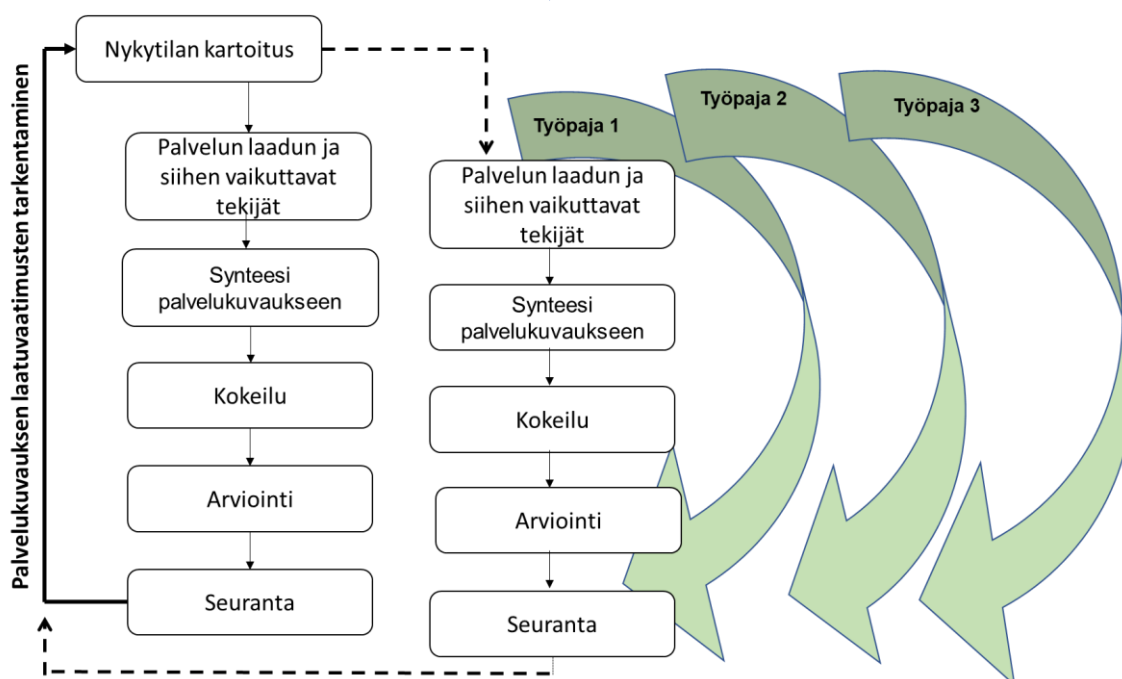 Palvelukuvauksen laatuvaatimusten tarkentaminen
Nykytilan kartoitus
Palvelun laadun ja
siihen vaikuttavat
tekijät
Synteesi
palvelukuvaukseen
Kokeilu
Arviointi
Seuranta
Palvelun laadun ja
siihen vaikuttavat
tekijät
Synteesi
palvelukuvaukseen
Kokeilu
Arviointi
Seuranta
Työpaja 1
Työpaja 2
Työpaja 3